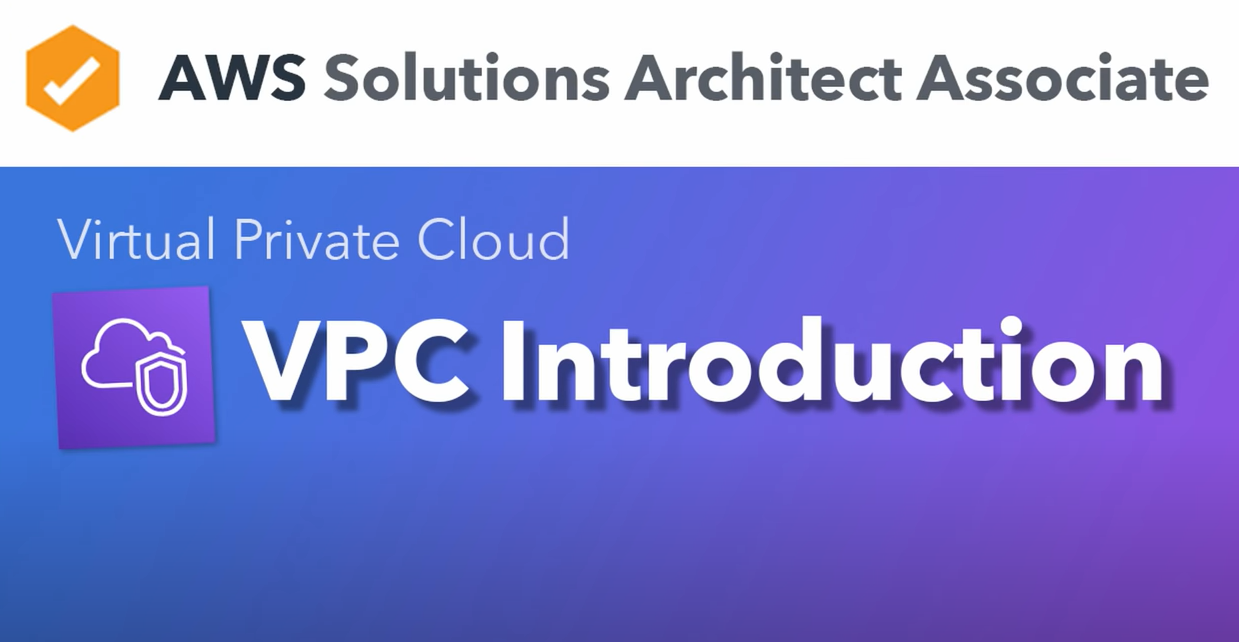 AWS Solutions Architect Associate
Virtual Private Cloud
VPC Introduction